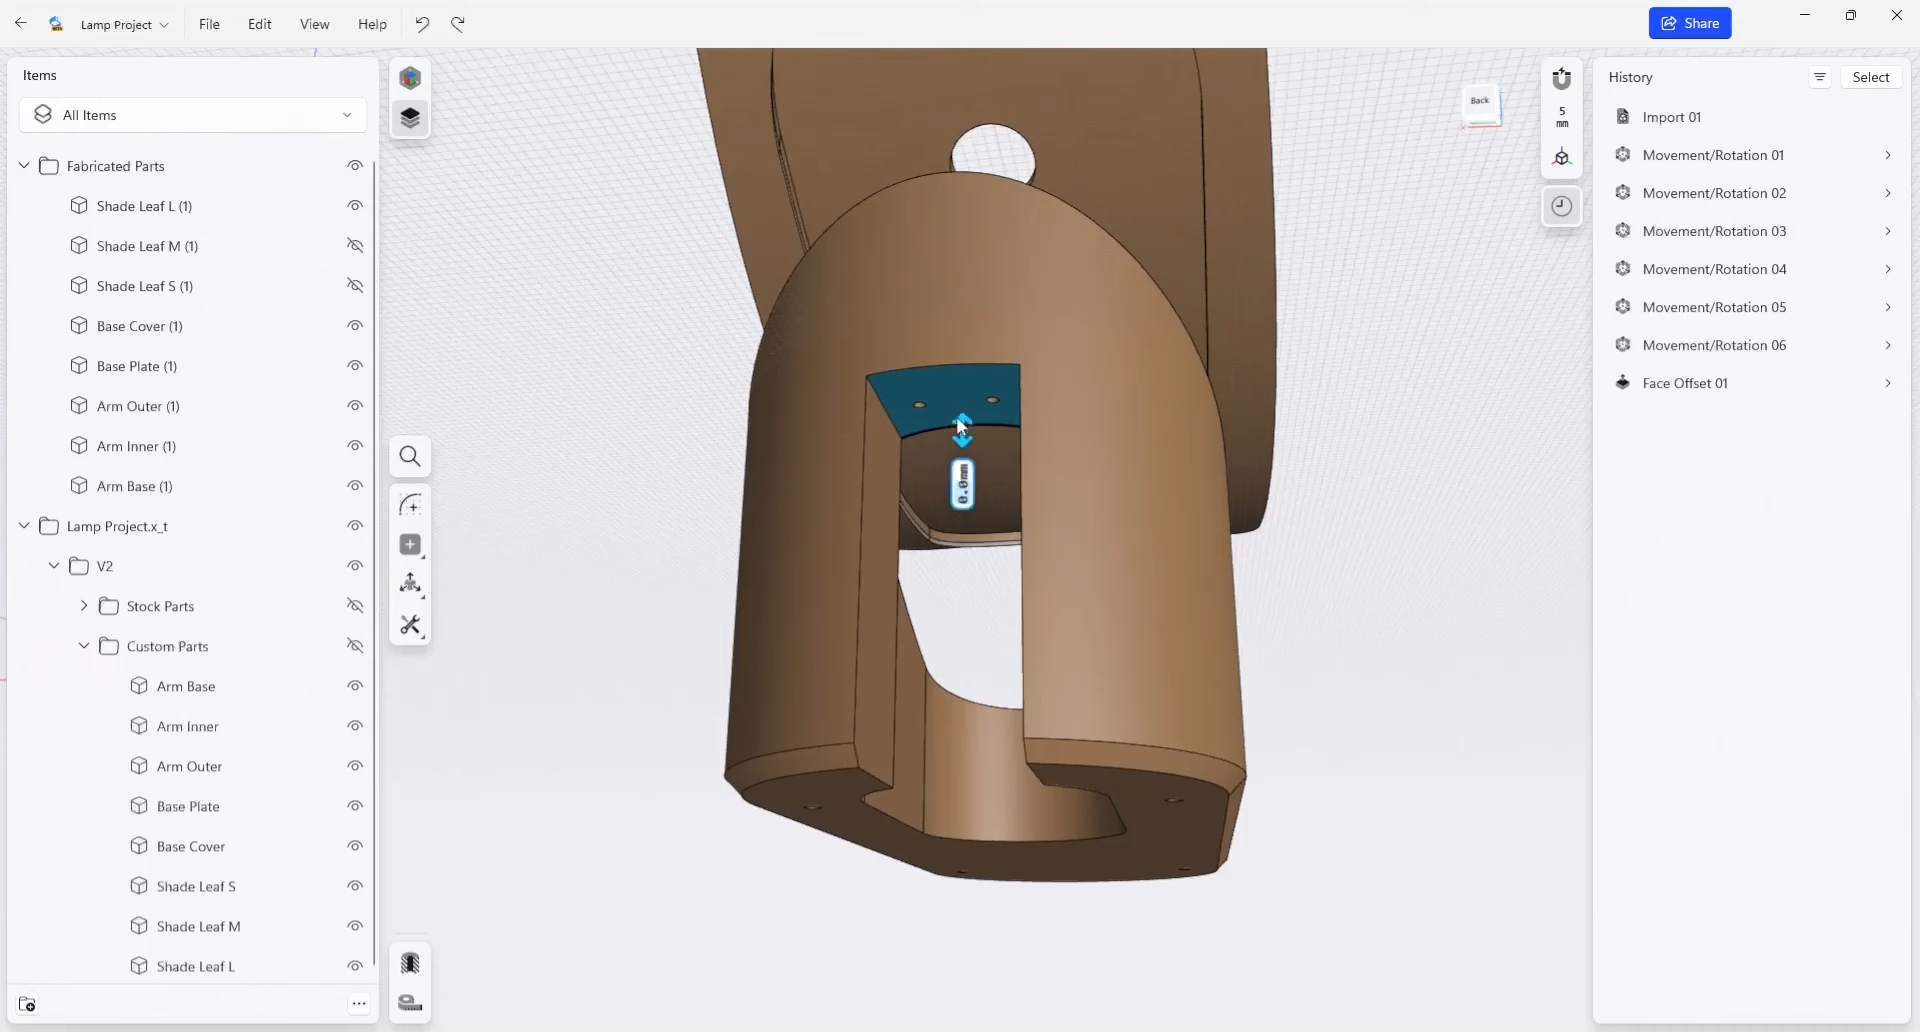 Lamp Project
File
Edit
View
Help
Share
Items
All Items
Fabricated Parts
Shade Leaf L (1)
Shade Leaf M (1)
Shade Leaf S (1)
Base Cover (1)
Base Plate (1)
Arm Outer (1)
Arm Inner (1)
Arm Base (1)
Lamp Project.x_t
V2
Stock Parts
Custom Parts
Arm Base
Arm Inner
Arm Outer
Base Plate
Base Cover
Shade Leaf S
Shade Leaf M
Shade Leaf L
0.0mm
Back
5
mm
History
Select
Import 01
Movement/Rotation 01
Movement/Rotation 02
Movement/Rotation 03
Movement/Rotation 04
Movement/Rotation 05
Movement/Rotation 06
Face Offset 01